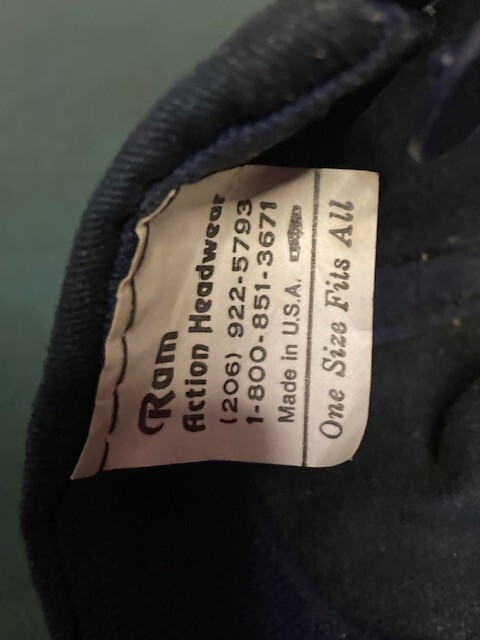 Ram
Action Headwear
(206) 922-5793
1-800-851-3671
Made in U.S.A.
One Size Fits All